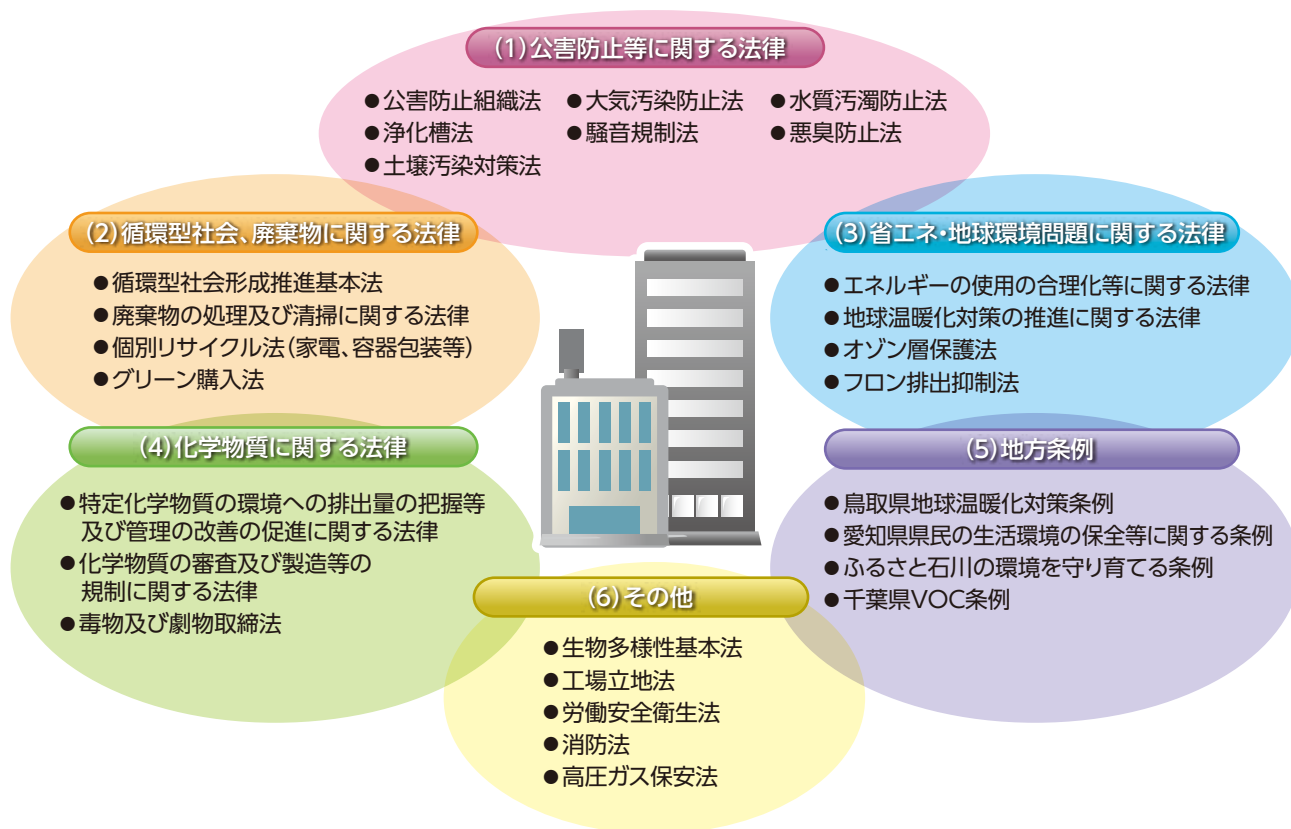 (1)公害防止等に関する法律
●公害防止組織法 ●大気汚染防止法 ●水質汚濁防止法
●浄化槽法 ●騒音規制法 ●悪臭防止法
●土壌汚染対策法
(2)循環型社会、廃棄物に関する法律
●循環型社会形成推進基本法
●廃棄物の処理及び清掃に関する法律
●個別リサイクル法(家電、容器包装等)
●グリーン購入法
(3)省エネ・地球環境問題に関する法律
●エネルギーの使用の合理化等に関する法律
●地球温暖化対策の推進に関する法律
●オゾン層保護法
●フロン排出抑制法
(4)化学物質に関する法律
●特定化学物質の環境への排出量の把握等
及び管理の改善の促進に関する法律
●化学物質の審査及び製造等の
規制に関する法律
●毒物及び劇物取締法
(5)地方条例
●鳥取県地球温暖化対策条例
●愛知県県民の生活環境の保全等に関する条例
●ふるさと石川の環境を守り育てる条例
●千葉県VOC条例
(6)その他
●生物多様性基本法
●工場立地法
●労働安全衛生法
●消防法
●高圧ガス保安法